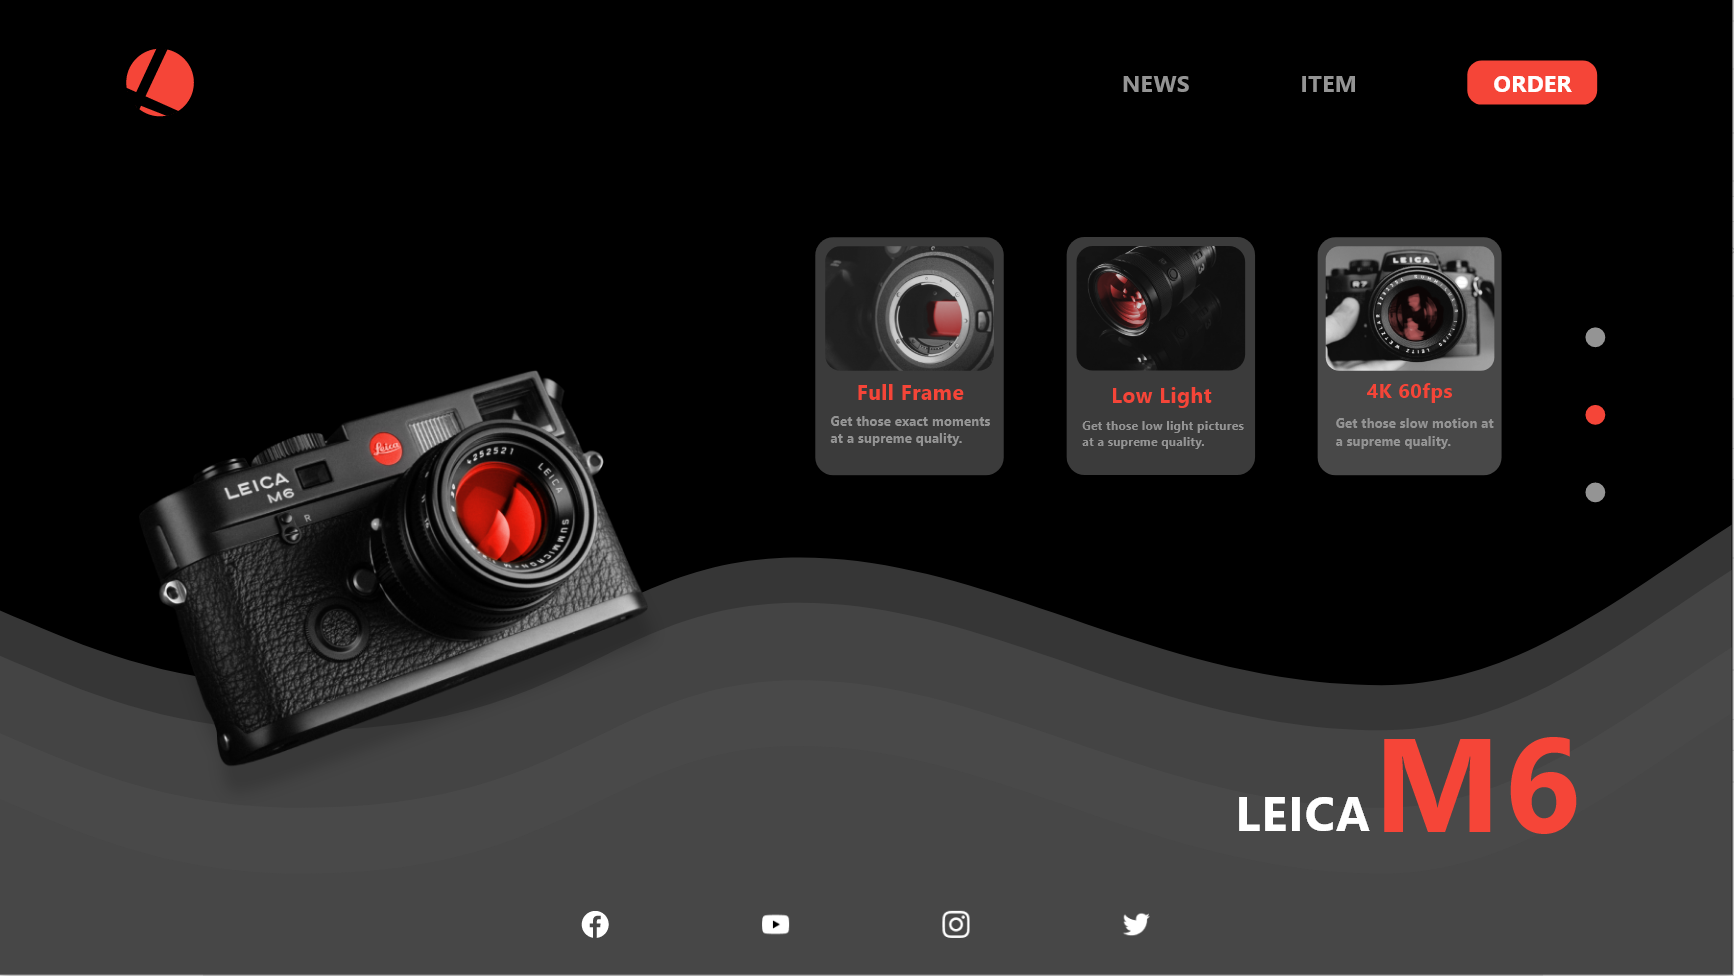 NEWS
ITEM
ORDER
LEICA
R7
Full Frame
Get those exact moments
at a supreme quality.
Low Light
Get those low light pictures
at a supreme quality.
4K 60fps
Get those slow motion at
a supreme quality.
Leica
LEICA
M6
R
4252521
LEICA
SUMMICRON-M
LEICA M6